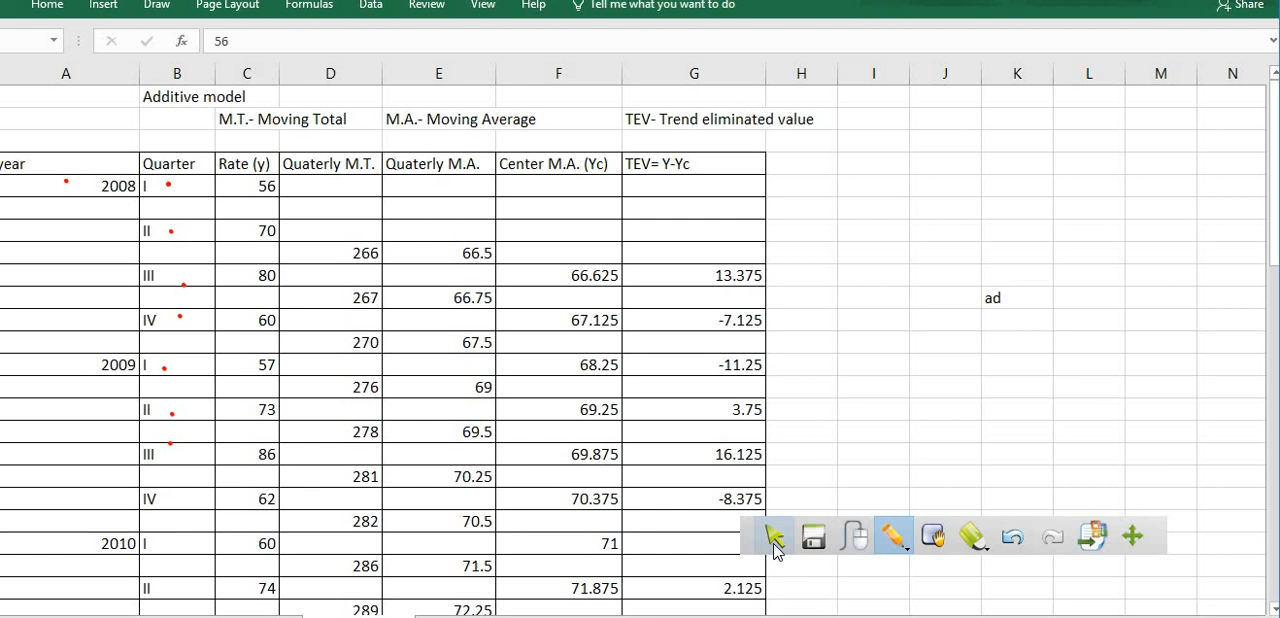 Home Insert Draw Page Layout Formulas Data Review View Help Tell me what you want to do Share
fx 56
A B C D E F G H I J K L M N
Additive model
M.T.- Moving Total M.A.- Moving Average TEV- Trend eliminated value
year Quarter Rate (y) Quaterly M.T. Quaterly M.A. Center M.A. (Yc) TEV= Y-Yc
2008 I 56
II 70
266 66.5
III 80 66.625 13.375
267 66.75 ad
IV 60 67.125 -7.125
270 67.5
2009 I 57 68.25 -11.25
276 69
II 73 69.25 3.75
278 69.5
III 86 69.875 16.125
281 70.25
IV 62 70.375 -8.375
282 70.5
2010 I 60 71
286 71.5
II 74 71.875 2.125
289 72.25